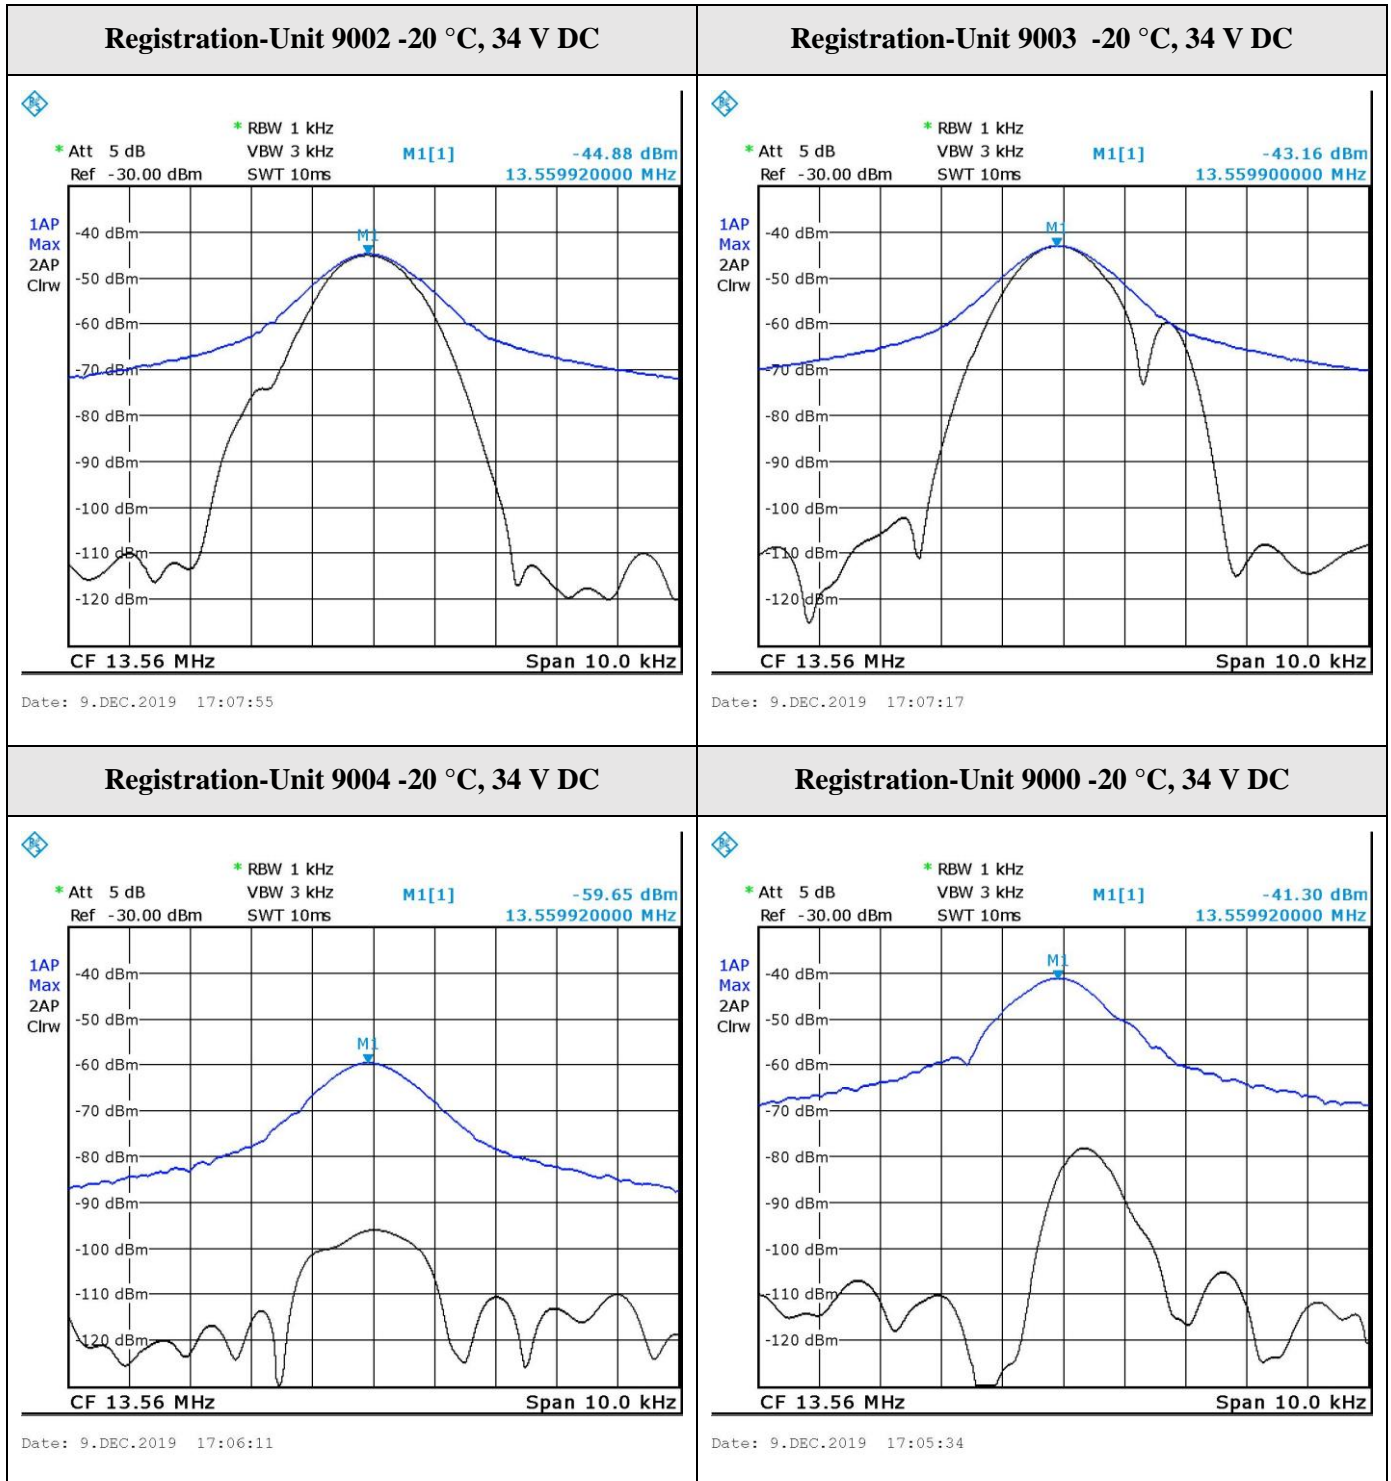 Registration-Unit 9002 -20 °C, 34 V DC
* RBW 1 kHz
* Att 5 dB VBW 3 kHz M1[1] -44.88 dBm
Ref -30.00 dBm SWT 10ms 13.559920000 MHz
1AP
Max
2AP
Clrw
M1
-40 dBm
-50 dBm
-60 dBm
-70 dBm
-80 dBm
-90 dBm
-100 dBm
-110 dBm
-120 dBm
CF 13.56 MHz Span 10.0 kHz
Date: 9.DEC.2019 17:07:55
Registration-Unit 9003 -20 °C, 34 V DC
* RBW 1 kHz
* Att 5 dB VBW 3 kHz M1[1] -43.16 dBm
Ref -30.00 dBm SWT 10ms 13.559900000 MHz
1AP
Max
2AP
Clrw
M1
-40 dBm
-50 dBm
-60 dBm
-70 dBm
-80 dBm
-90 dBm
-100 dBm
-110 dBm
-120 dBm
CF 13.56 MHz Span 10.0 kHz
Date: 9.DEC.2019 17:07:17
Registration-Unit 9004 -20 °C, 34 V DC
* RBW 1 kHz
* Att 5 dB VBW 3 kHz M1[1] -59.65 dBm
Ref -30.00 dBm SWT 10ms 13.559920000 MHz
1AP
Max
2AP
Clrw
-40 dBm
-50 dBm
M1
-60 dBm
-70 dBm
-80 dBm
-90 dBm
-100 dBm
-110 dBm
-120 dBm
CF 13.56 MHz Span 10.0 kHz
Date: 9.DEC.2019 17:06:11
Registration-Unit 9000 -20 °C, 34 V DC
* RBW 1 kHz
* Att 5 dB VBW 3 kHz M1[1] -41.30 dBm
Ref -30.00 dBm SWT 10ms 13.559920000 MHz
1AP
Max
2AP
Clrw
M1
-40 dBm
-50 dBm
-60 dBm
-70 dBm
-80 dBm
-90 dBm
-100 dBm
-110 dBm
-120 dBm
CF 13.56 MHz Span 10.0 kHz
Date: 9.DEC.2019 17:05:34